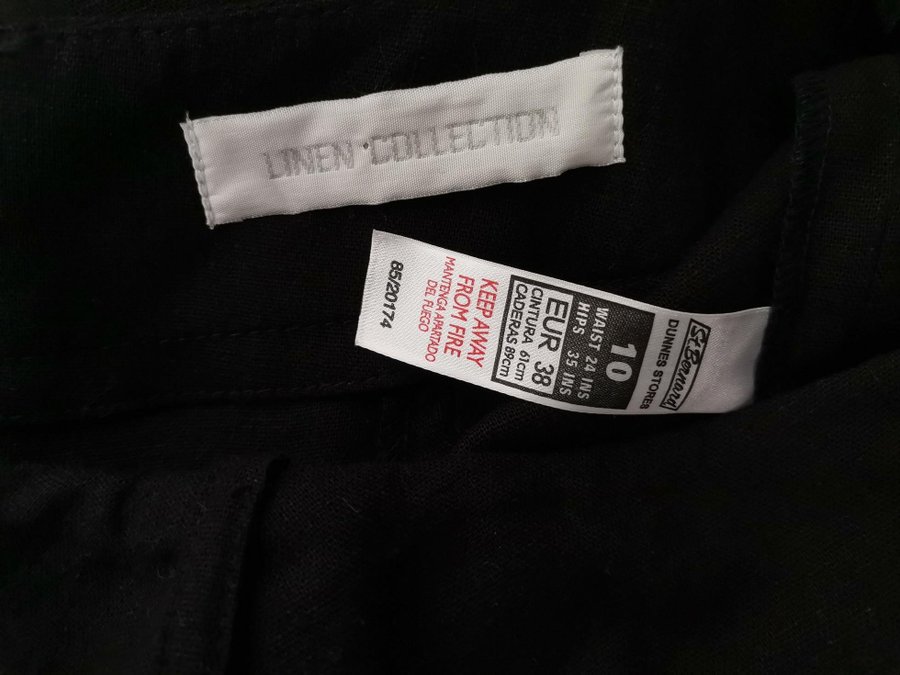 LINEN COLLECTION
St Bernard
DUNNES STORES
10
WAIST 24 INS
HIPS 35 INS
EUR 38
CINTURA 61cm
CADERAS 89cm
KEEP AWAY
FROM FIRE
MANTENGA APARTADO
DEL FUEGO
85/20174